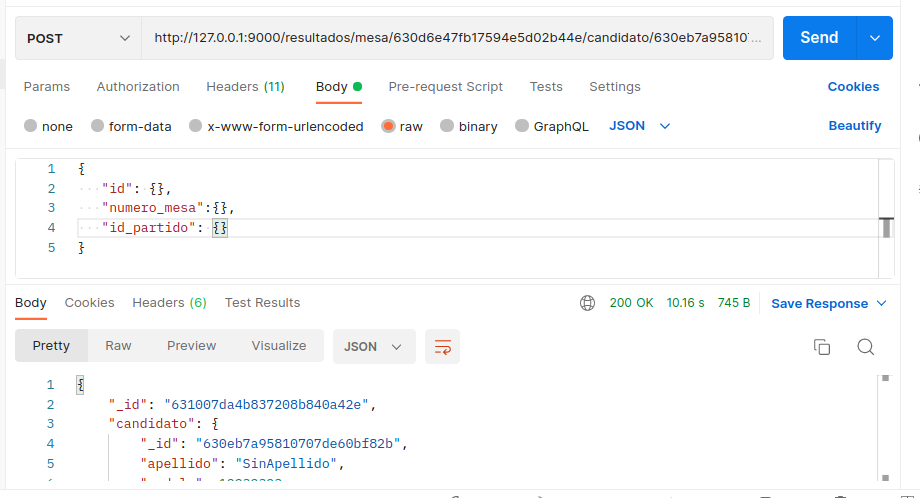 POST http://127.0.0.1:9000/resultados/mesa/630d6e47fb17594e5d02b44e/candidato/630eb7a95810... Send
Params Authorization Headers (11) Body Pre-request Script Tests Settings Cookies
none form-data x-www-form-urlencoded raw binary GraphQL JSON Beautify
1 {
2 "id": {},
3 "numero_mesa":{},
4 "id_partido": {}
5 }
Body Cookies Headers (6) Test Results 200 OK 10.16 s 745 B Save Response
Pretty Raw Preview Visualize JSON
1 {
2 "_id": "631007da4b837208b840a42e",
3 "candidato": {
4 "_id": "630eb7a95810707de60bf82b",
5 "apellido": "SinApellido",